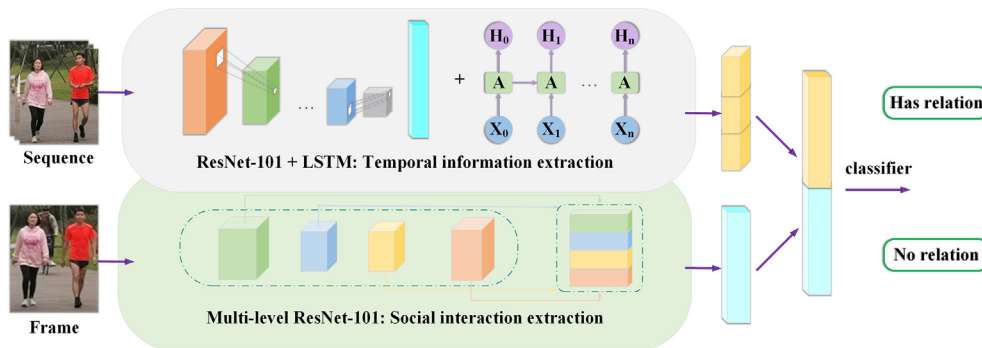 Sequence
+
H0 H1 Hn
A A ... A
X0 X1 Xn
...
ResNet-101 + LSTM: Temporal information extraction
Has relation
classifier
No relation
Frame
Multi-level ResNet-101: Social interaction extraction